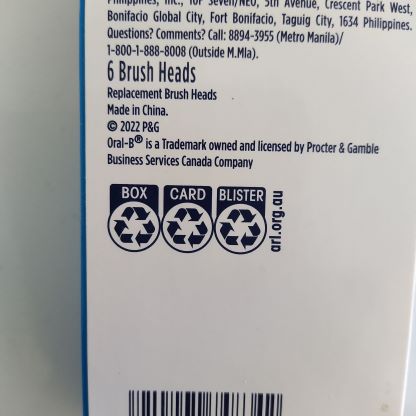 Philippines, Inc., 10F Seven/NEO, 5th Avenue, Crescent Park West,
Bonifacio Global City, Fort Bonifacio, Taguig City, 1634 Philippines.
Questions? Comments? Call: 8894-3955 (Metro Manila)/
1-800-1-888-8008 (Outside M.Mla).
6 Brush Heads
Replacement Brush Heads
Made in China.
© 2022 P&G
Oral-B® is a Trademark owned and licensed by Procter & Gamble
Business Services Canada Company
BOX CARD BLISTER
arl.org.au